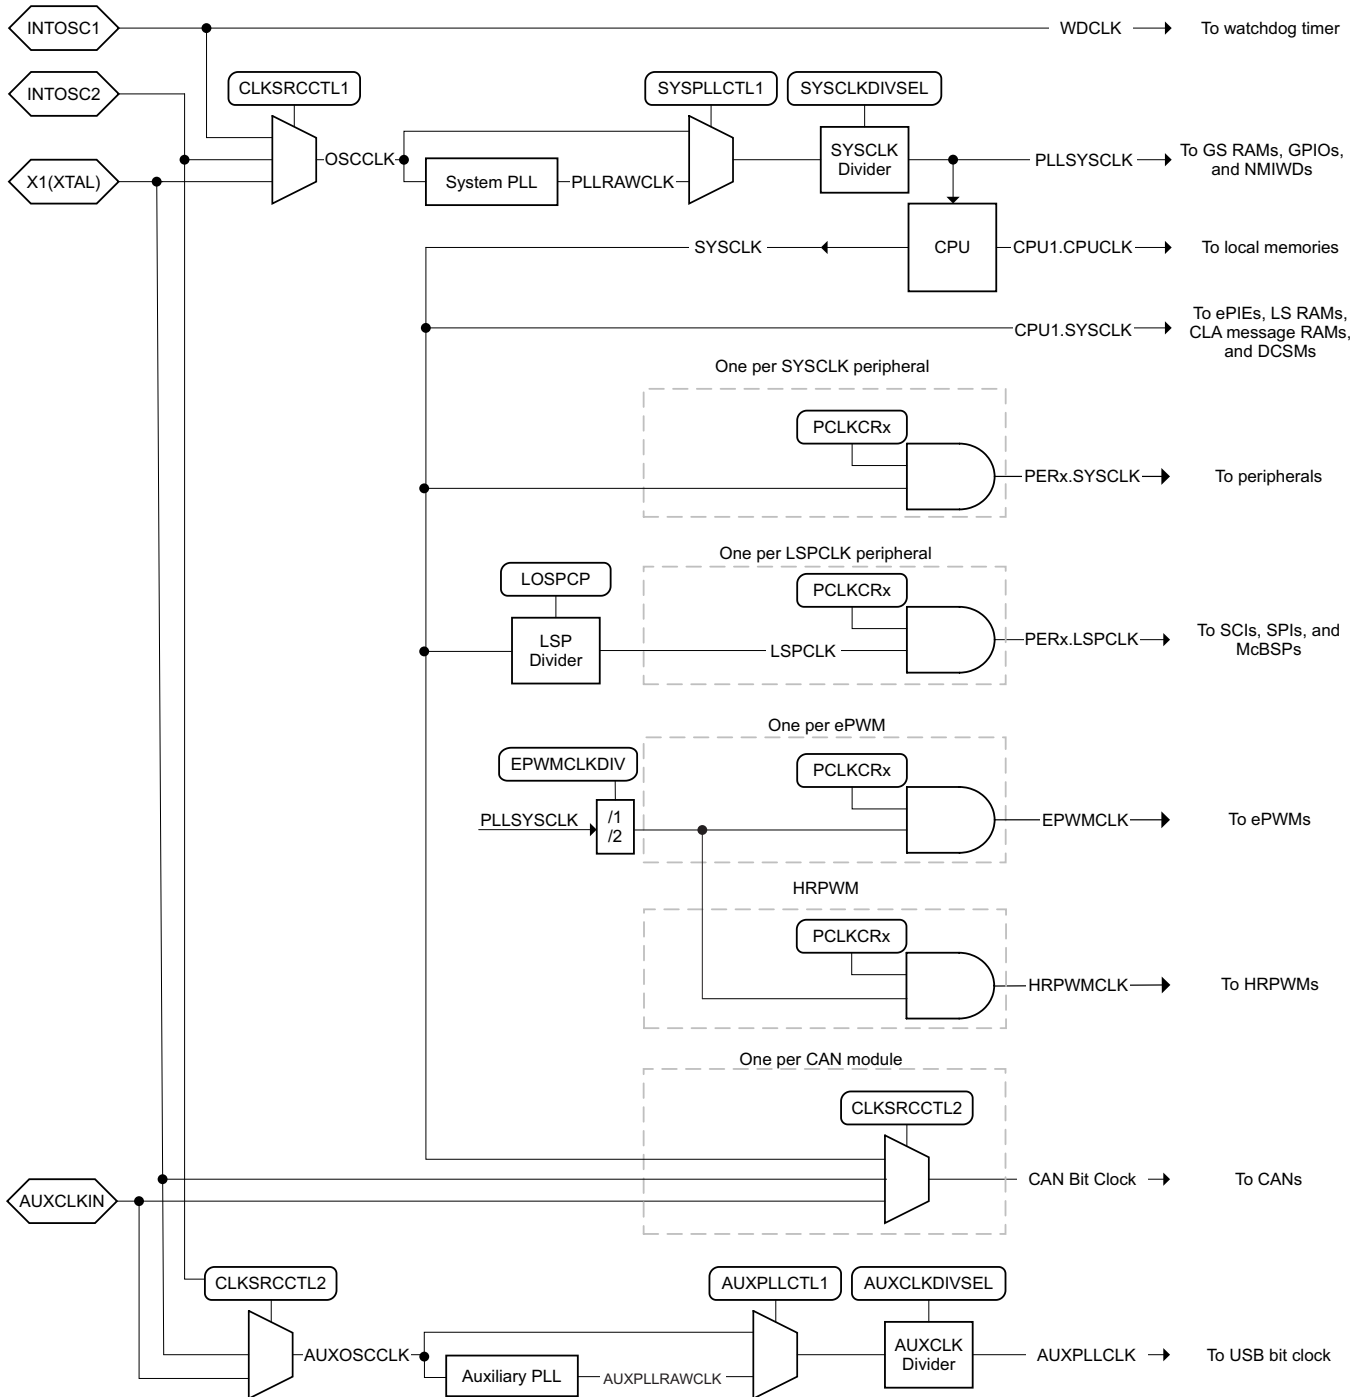 INTOSC1
WDCLK
To watchdog timer
INTOSC2
CLKSRCCTL1
SYSPLLCTL1
SYSCLKDIVSEL
X1(XTAL)
OSCCLK
System PLL
PLLRAWCLK
SYSCLK
Divider
PLLSYSCLK
To GS RAMs, GPIOs,
and NMIWDs
SYSCLK
CPU
CPU1.CPUCLK
To local memories
CPU1.SYSCLK
To ePIEs, LS RAMs,
CLA message RAMs,
and DCSMs
One per SYSCLK peripheral
PCLKCRx
PERx.SYSCLK
To peripherals
One per LSPCLK peripheral
LOSPCP
PCLKCRx
LSP
Divider
LSPCLK
PERx.LSPCLK
To SCIs, SPIs, and
McBSPs
One per ePWM
EPWMCLKDIV
PCLKCRx
PLLSYSCLK
/1
/2
EPWMCLK
To ePWMs
HRPWM
PCLKCRx
HRPWMCLK
To HRPWMs
One per CAN module
CLKSRCCTL2
AUXCLKIN
CAN Bit Clock
To CANs
CLKSRCCTL2
AUXPLLCTL1
AUXCLKDIVSEL
AUXOSCCLK
Auxiliary PLL
AUXPLLRAWCLK
AUXCLK
Divider
AUXPLLCLK
To USB bit clock